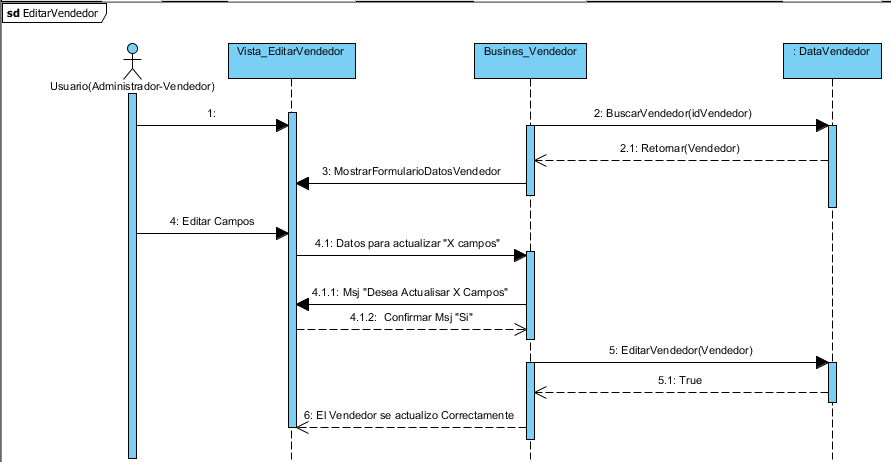 sd EditarVendedor
Vista_EditarVendedor
Busines_Vendedor
: DataVendedor
Usuario(Administrador-Vendedor)
1:
2: BuscarVendedor(idVendedor)
2.1: Retornar(Vendedor)
3: MostrarFormularioDatosVendedor
4: Editar Campos
4.1: Datos para actualizar "X campos"
4.1.1: Msj "Desea Actualisar X Campos"
4.1.2: Confirmar Msj "Si"
5: EditarVendedor(Vendedor)
5.1: True
6: El Vendedor se actualizo Correctamente